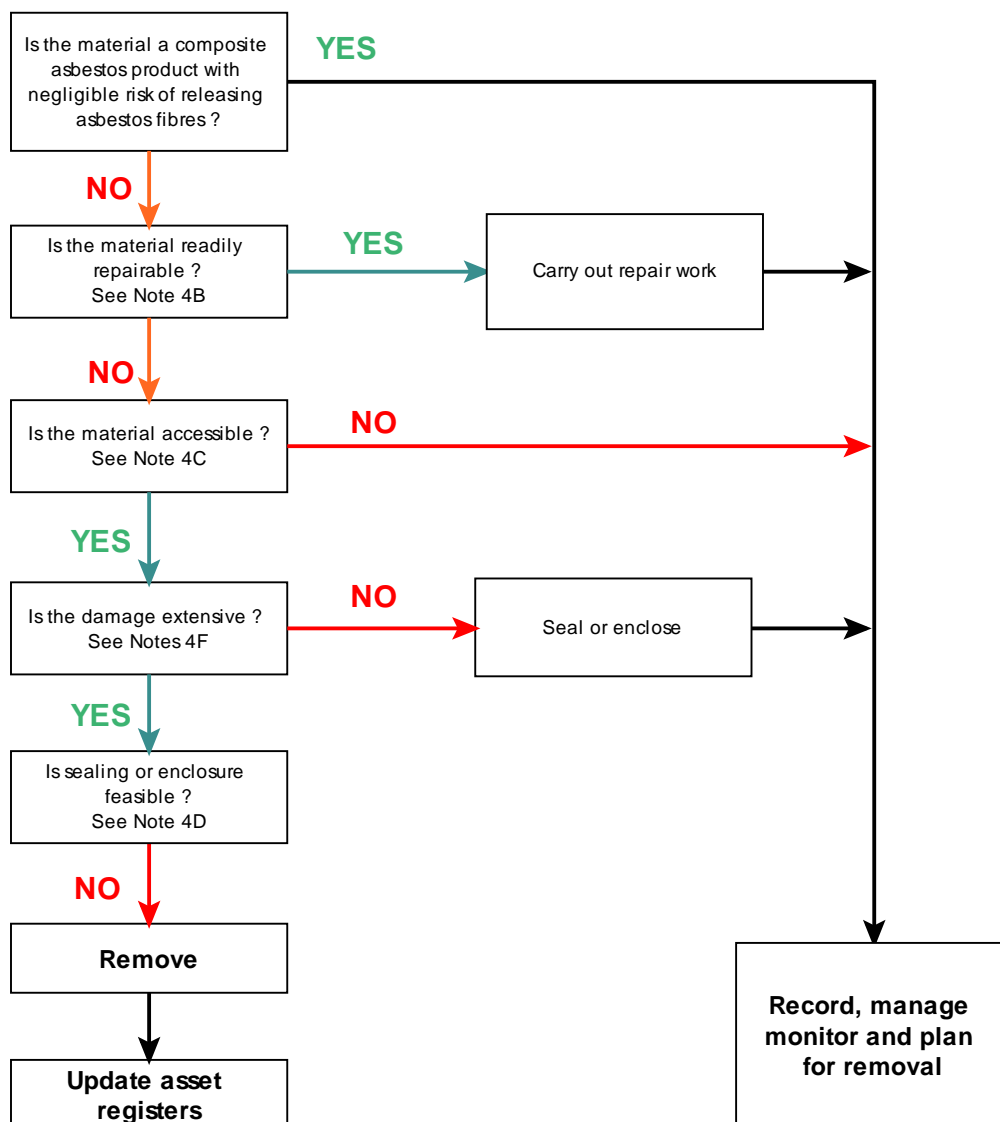 Is the material a composite
asbestos product with
negligible risk of releasing
asbestos fibres ?
YES
NO
Is the material readily
repairable ?
See Note 4B
YES
Carry out repair work
NO
Is the material accessible ?
See Note 4C
NO
YES
Is the damage extensive ?
See Notes 4F
NO
Seal or enclose
YES
Is sealing or enclosure
feasible ?
See Note 4D
NO
Remove
Update asset
registers
Record, manage
monitor and plan
for removal